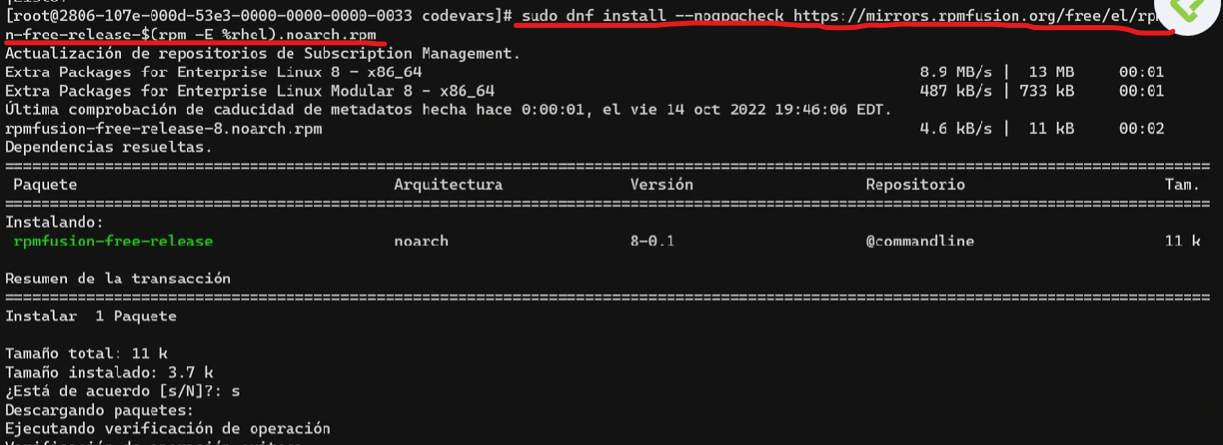 [root@2806-107e-000d-53e3-0000-0000-0000-0033 codevars]# sudo dnf install --nogpgcheck https://mirrors.rpmfusion.org/free/el/rp
n-free-release-$(rpm -E %rhel).noarch.rpm
Actualización de repositorios de Subscription Management.
Extra Packages for Enterprise Linux 8 - x86_64 8.9 MB/s | 13 MB 00:01
Extra Packages for Enterprise Linux Modular 8 - x86_64 487 kB/s | 733 kB 00:01
Última comprobación de caducidad de metadatos hecha hace 0:00:01, el vie 14 oct 2022 19:46:06 EDT.
rpmfusion-free-release-8.noarch.rpm 4.6 kB/s | 11 kB 00:02
Dependencias resueltas.
Paquete Arquitectura Versión Repositorio Tam.
Instalando:
rpmfusion-free-release noarch 8-0.1 @commandline 11 k
Resumen de la transacción
Instalar 1 Paquete
Tamaño total: 11 k
Tamaño instalado: 3.7 k
¿Está de acuerdo [s/N]?: s
Descargando paquetes:
Ejecutando verificación de operación